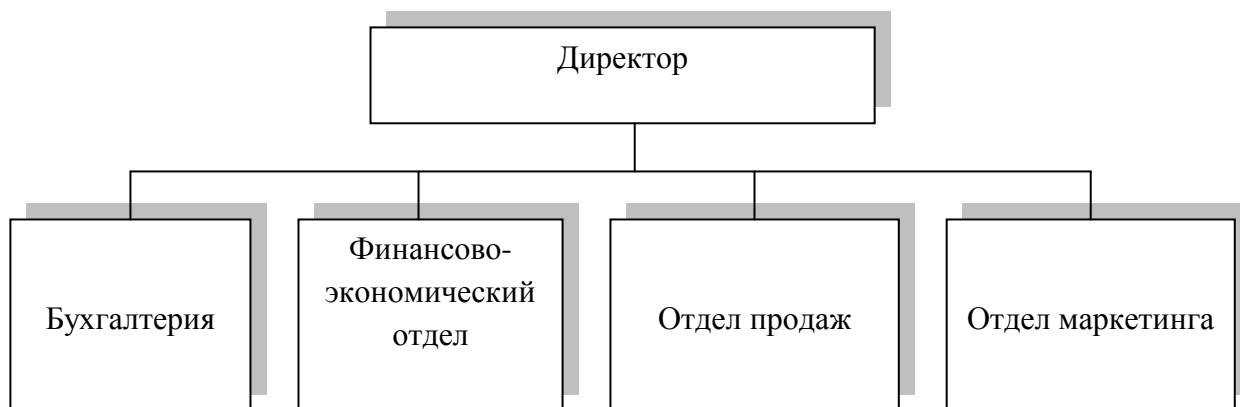 Директор
Бухгалтерия
Финансово-
экономический
отдел
Отдел продаж
Отдел маркетинга